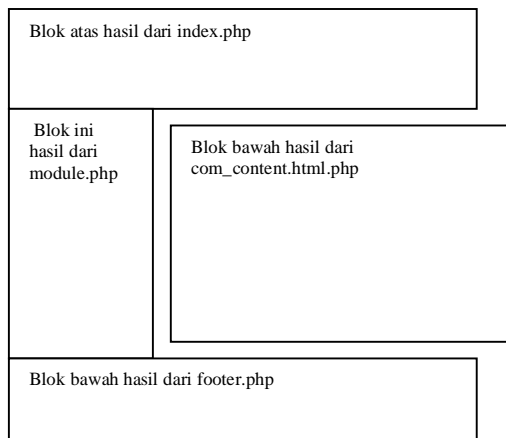 Blok atas hasil dari index.php
Blok ini
hasil dari
module.php
Blok bawah hasil dari
com_content.html.php
Blok bawah hasil dari footer.php